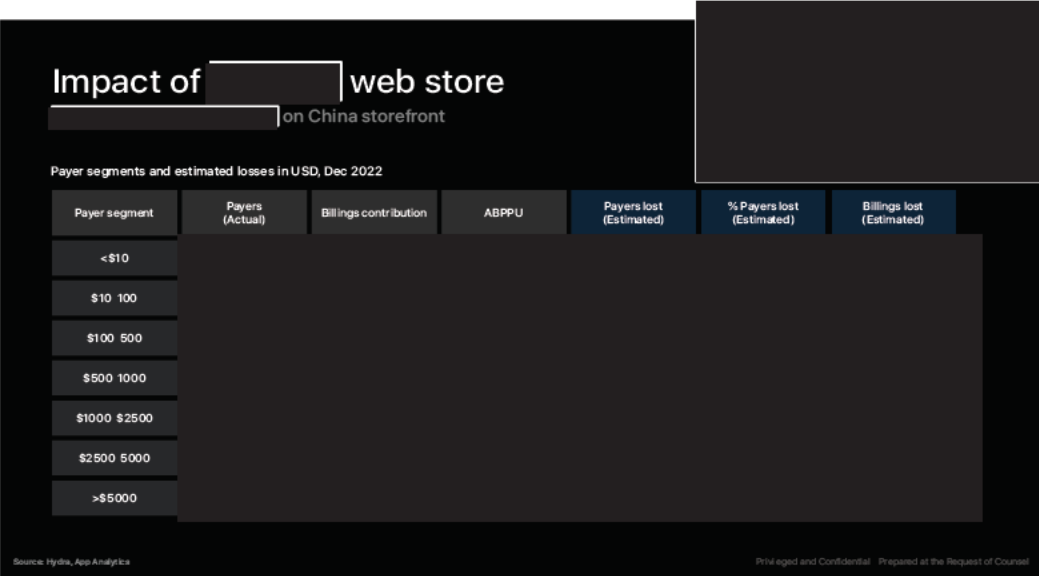 Impact of web store
on China storefront
Payer segments and estimated losses in USD, Dec 2022
Payer segment
Payers
(Actual)
Billings contribution
ABPPU
Payers lost
(Estimated)
% Payers lost
(Estimated)
Billings lost
(Estimated)
<$10
$10 100
$100 500
$500 1000
$1000 $2500
$2500 5000
>$5000
Source: Hydra, App Analytics
Privileged and Confidential Prepared at the Request of Counsel